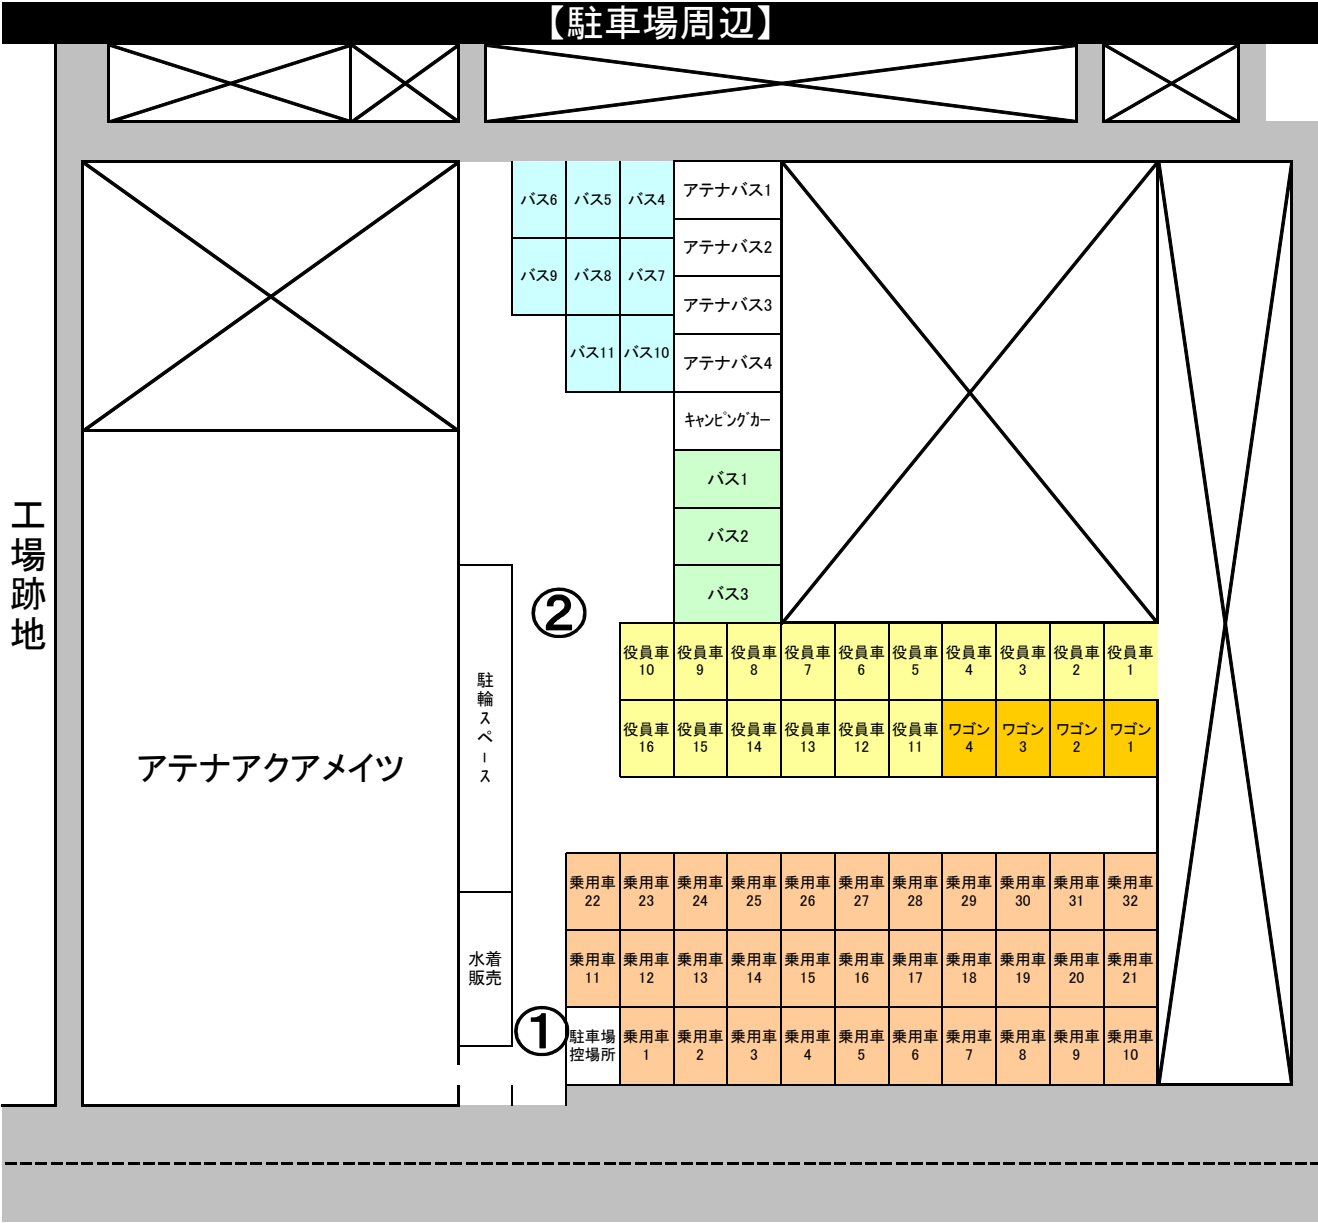 【駐車場周辺】
バス6
バス5
バス4
アテナバス1
アテナバス2
バス9
バス8
バス7
アテナバス3
バス11
バス10
アテナバス4
キャンピングカー
バス1
バス2
バス3
工場跡地
②
役員車
10
役員車
9
役員車
8
役員車
7
役員車
6
役員車
5
役員車
4
役員車
3
役員車
2
役員車
1
役員車
16
役員車
15
役員車
14
役員車
13
役員車
12
役員車
11
ワゴン
4
ワゴン
3
ワゴン
2
ワゴン
1
駐輪スペース
アテナアクアメイツ
乗用車
22
乗用車
23
乗用車
24
乗用車
25
乗用車
26
乗用車
27
乗用車
28
乗用車
29
乗用車
30
乗用車
31
乗用車
32
水着
販売
乗用車
11
乗用車
12
乗用車
13
乗用車
14
乗用車
15
乗用車
16
乗用車
17
乗用車
18
乗用車
19
乗用車
20
乗用車
21
①
駐車場
控場所
乗用車
1
乗用車
2
乗用車
3
乗用車
4
乗用車
5
乗用車
6
乗用車
7
乗用車
8
乗用車
9
乗用車
10